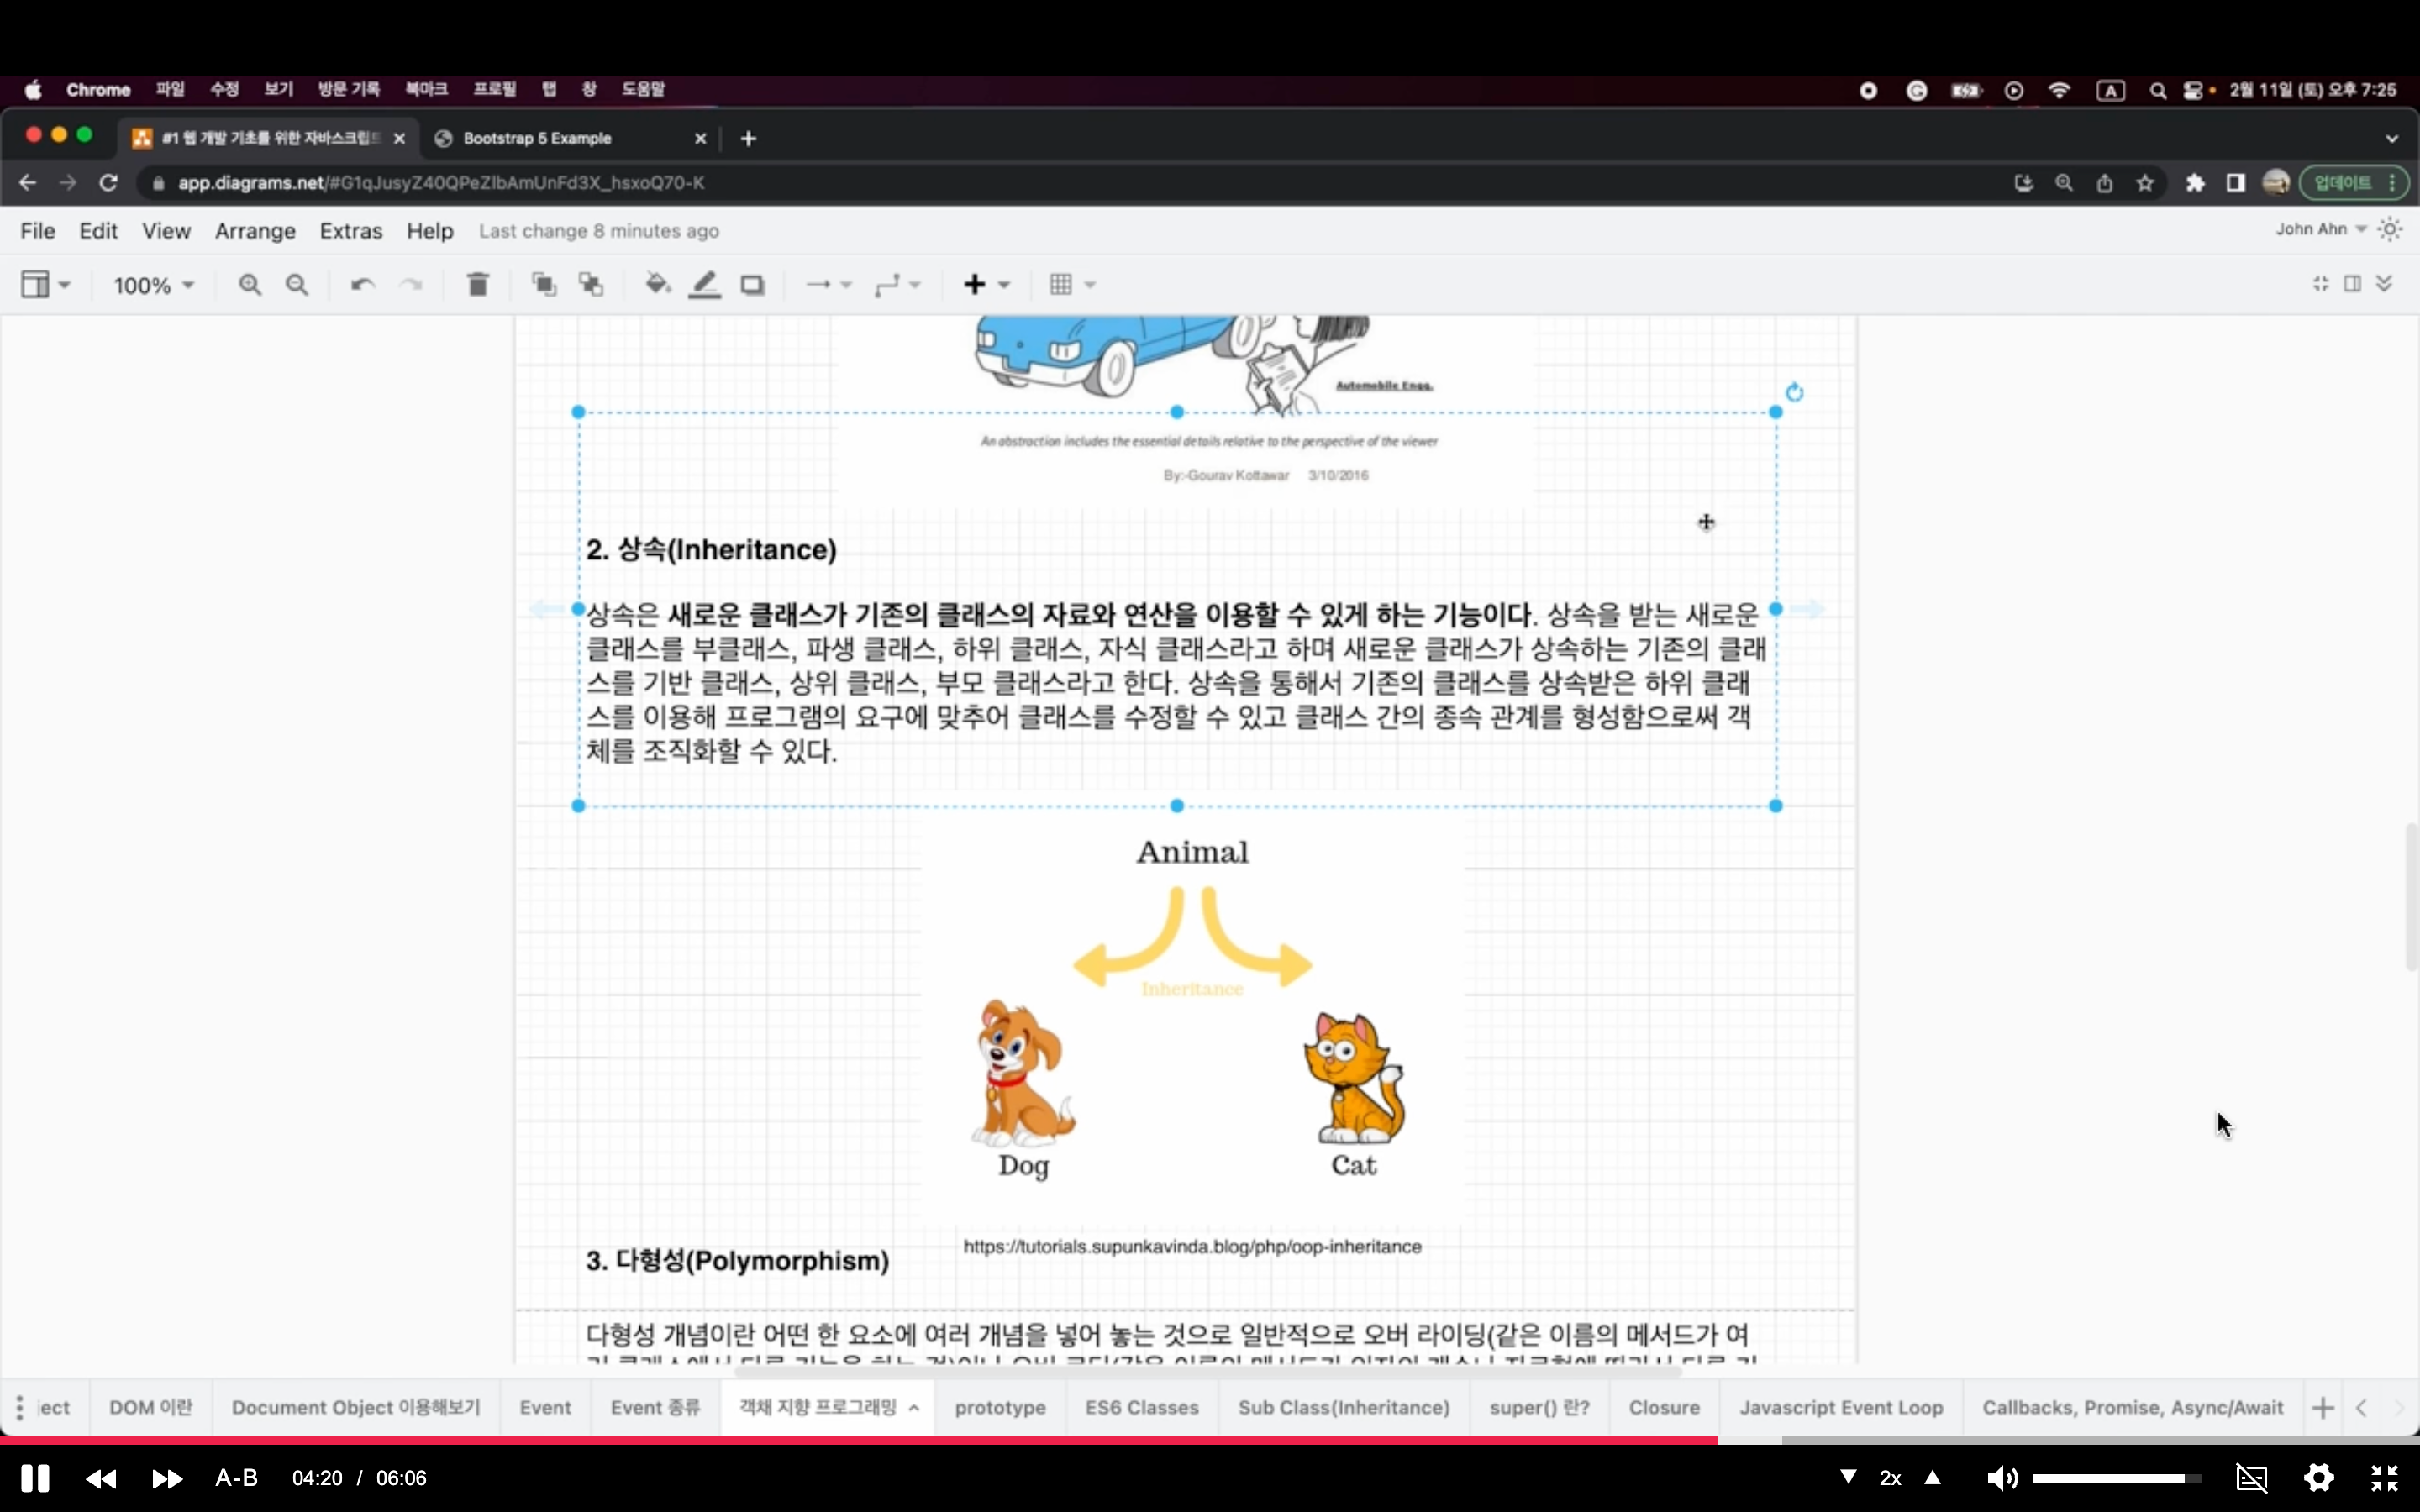 Chrome 파일 수정 보기 방문 기록 북마크 프로필 탭 창 도움말 A 2월 11일 (토) 오후 7:25
#1 웹 개발 기초를 위한 자바스크립트 Bootstrap 5 Example
app.diagrams.net/#G1qJusyZ40QPeZlbAmUnFd3X_hsxoQ70-K 업데이트
File Edit View Arrange Extras Help Last change 8 minutes ago John Ahn
100%
Automobile Engg.
An abstraction includes the essential details relative to the perspective of the viewer
By:-Gourav Kottawar 3/10/2016
2. 상속(Inheritance)
상속은 새로운 클래스가 기존의 클래스의 자료와 연산을 이용할 수 있게 하는 기능이다. 상속을 받는 새로운
클래스를 부클래스, 파생 클래스, 하위 클래스, 자식 클래스라고 하며 새로운 클래스가 상속하는 기존의 클래
스를 기반 클래스, 상위 클래스, 부모 클래스라고 한다. 상속을 통해서 기존의 클래스를 상속받은 하위 클래
스를 이용해 프로그램의 요구에 맞추어 클래스를 수정할 수 있고 클래스 간의 종속 관계를 형성함으로써 객
체를 조직화할 수 있다.
Animal
Inheritance
Dog Cat
https://tutorials.supunkavinda.blog/php/oop-inheritance
3. 다형성(Polymorphism)
다형성 개념이란 어떤 한 요소에 여러 개념을 넣어 놓는 것으로 일반적으로 오버 라이딩(같은 이름의 메서드가 여
ject DOM 이란 Document Object 이용해보기 Event Event 종류 객체 지향 프로그래밍 prototype ES6 Classes Sub Class(Inheritance) super() 란? Closure Javascript Event Loop Callbacks, Promise, Async/Await
A-B 04:20 / 06:06 2x